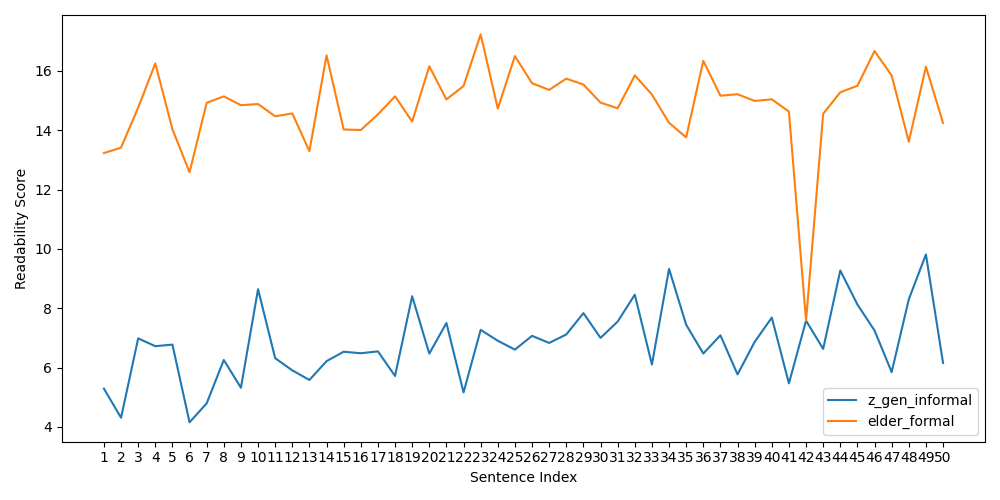 Readability Score
16
14
12
10
8
6
4
1 2 3 4 5 6 7 8 9 10 11 12 13 14 15 16 17 18 19 20 21 22 23 24 25 26 27 28 29 30 31 32 33 34 35 36 37 38 39 40 41 42 43 44 45 46 47 48 49 50
Sentence Index
z_gen_informal
elder_formal